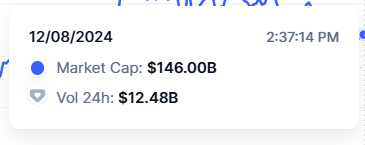 12/08/2024 2:37:14 PM
Market Cap: $146.00B
Vol 24h: $12.48B